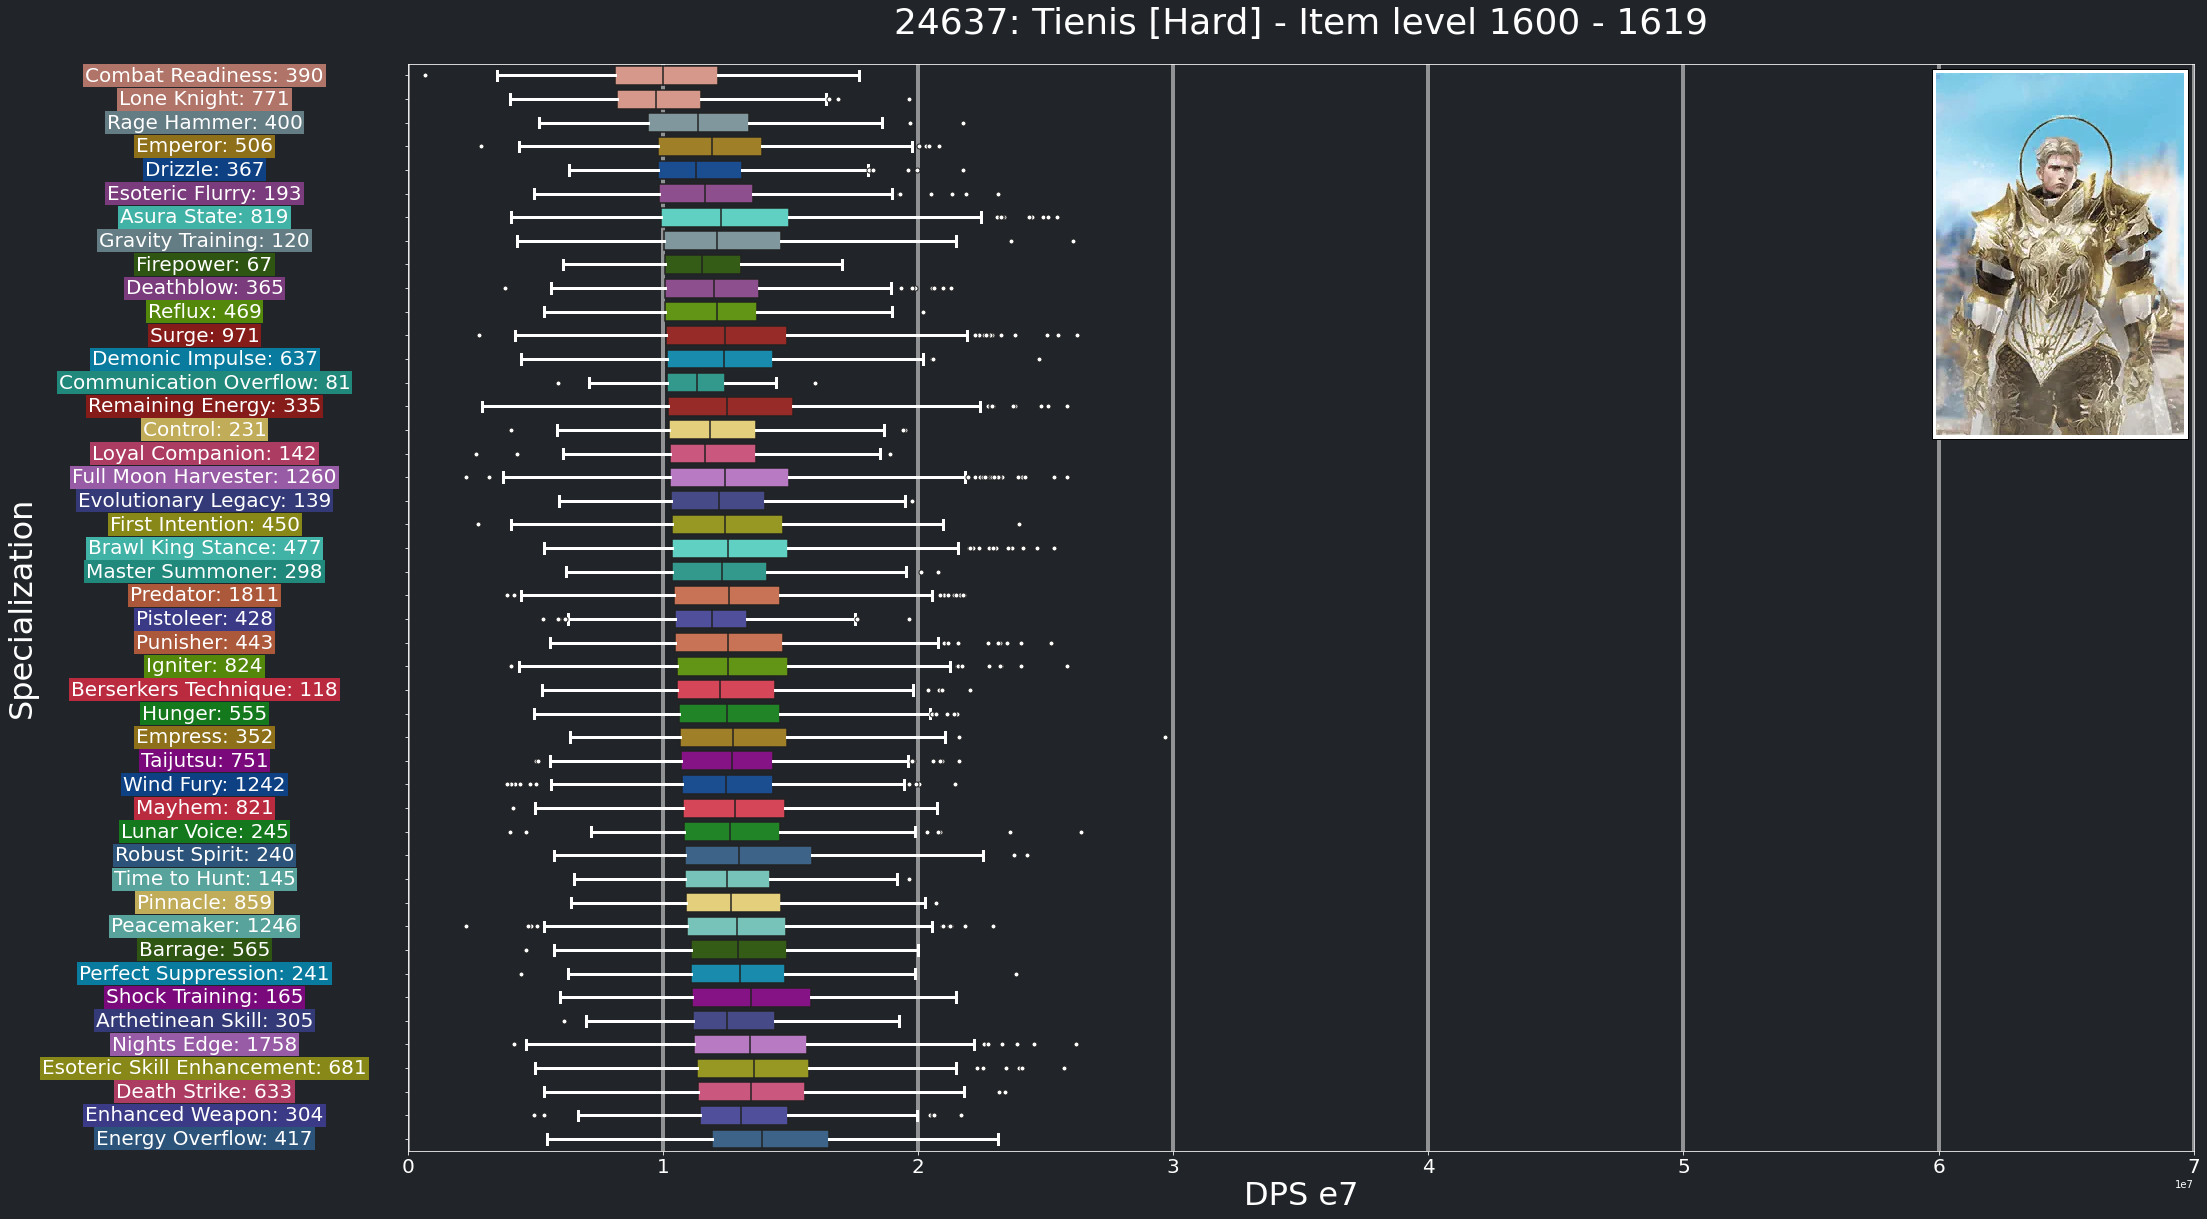 24637: Tienis [Hard] - Item level 1600 - 1619
Specialization
Combat Readiness: 390
Lone Knight: 771
Rage Hammer: 400
Emperor: 506
Drizzle: 367
Esoteric Flurry: 193
Asura State: 819
Gravity Training: 120
Firepower: 67
Deathblow: 365
Reflux: 469
Surge: 971
Demonic Impulse: 637
Communication Overflow: 81
Remaining Energy: 335
Control: 231
Loyal Companion: 142
Full Moon Harvester: 1260
Evolutionary Legacy: 139
First Intention: 450
Brawl King Stance: 477
Master Summoner: 298
Predator: 1811
Pistoleer: 428
Punisher: 443
Igniter: 824
Berserkers Technique: 118
Hunger: 555
Empress: 352
Taijutsu: 751
Wind Fury: 1242
Mayhem: 821
Lunar Voice: 245
Robust Spirit: 240
Time to Hunt: 145
Pinnacle: 859
Peacemaker: 1246
Barrage: 565
Perfect Suppression: 241
Shock Training: 165
Arthetinean Skill: 305
Nights Edge: 1758
Esoteric Skill Enhancement: 681
Death Strike: 633
Enhanced Weapon: 304
Energy Overflow: 417
0 1 2 3 4 5 6 7
DPS e7
1e7